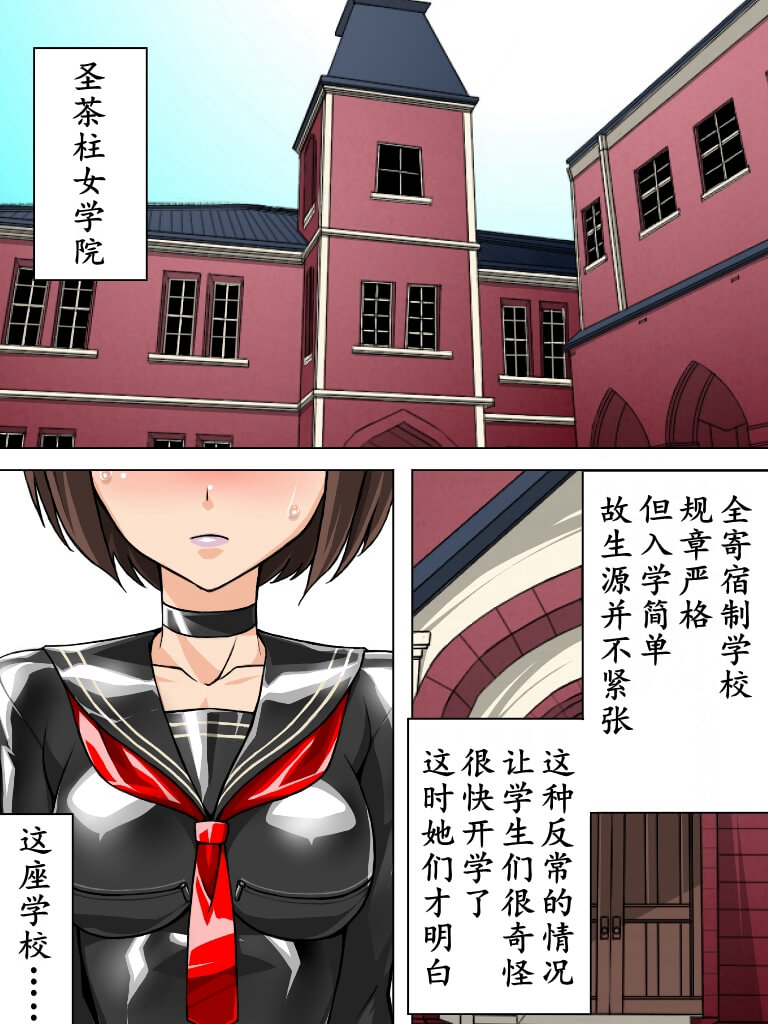 圣茶柱女学院
全寄宿制学校
规章严格
但入学简单
故生源并不紧张
这种反常的情况
让学生们很奇怪
很快开学了
这时她们才明白
这座学校……